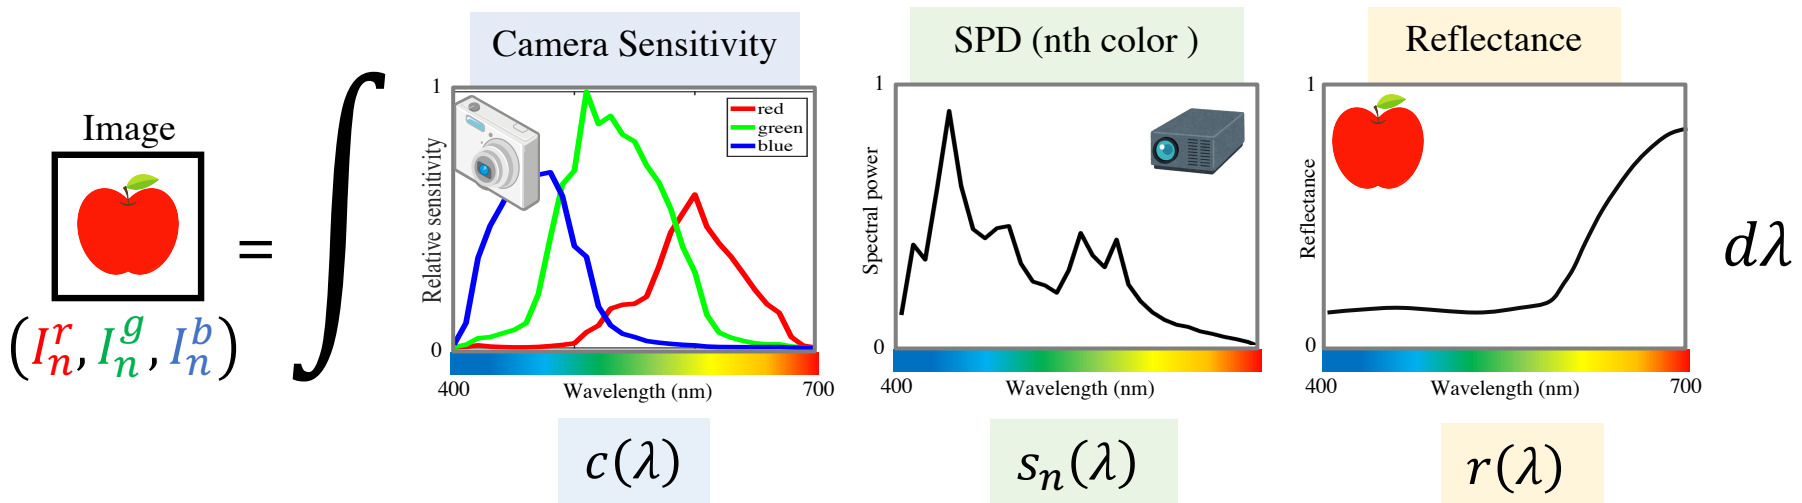 Image
(I_n^r, I_n^g, I_n^b)
=
∫
Camera Sensitivity
1
red
green
blue
Relative sensitivity
0
400
Wavelength (nm)
700
c(λ)
SPD (nth color )
1
Spectral power
0
400
Wavelength (nm)
s_n(λ)
Reflectance
1
Reflectance
0
400
Wavelength (nm)
700
r(λ)
dλ